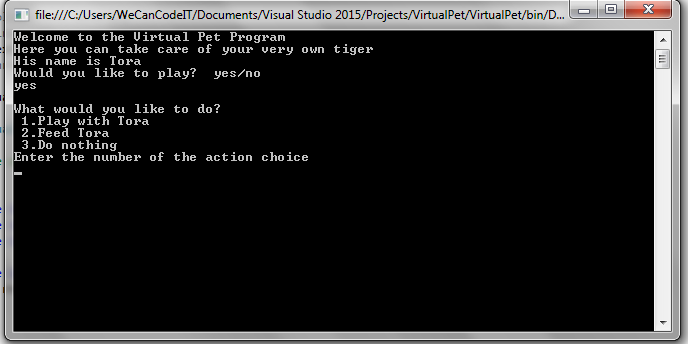 file:///C:/Users/WeCanCodeIT/Documents/Visual Studio 2015/Projects/VirtualPet/VirtualPet/bin/D...
Welcome to the Virtual Pet Program
Here you can take care of your very own tiger
His name is Tora
Would you like to play?  yes/no
yes
What would you like to do?
1.Play with Tora
2.Feed Tora
3.Do nothing
Enter the number of the action choice